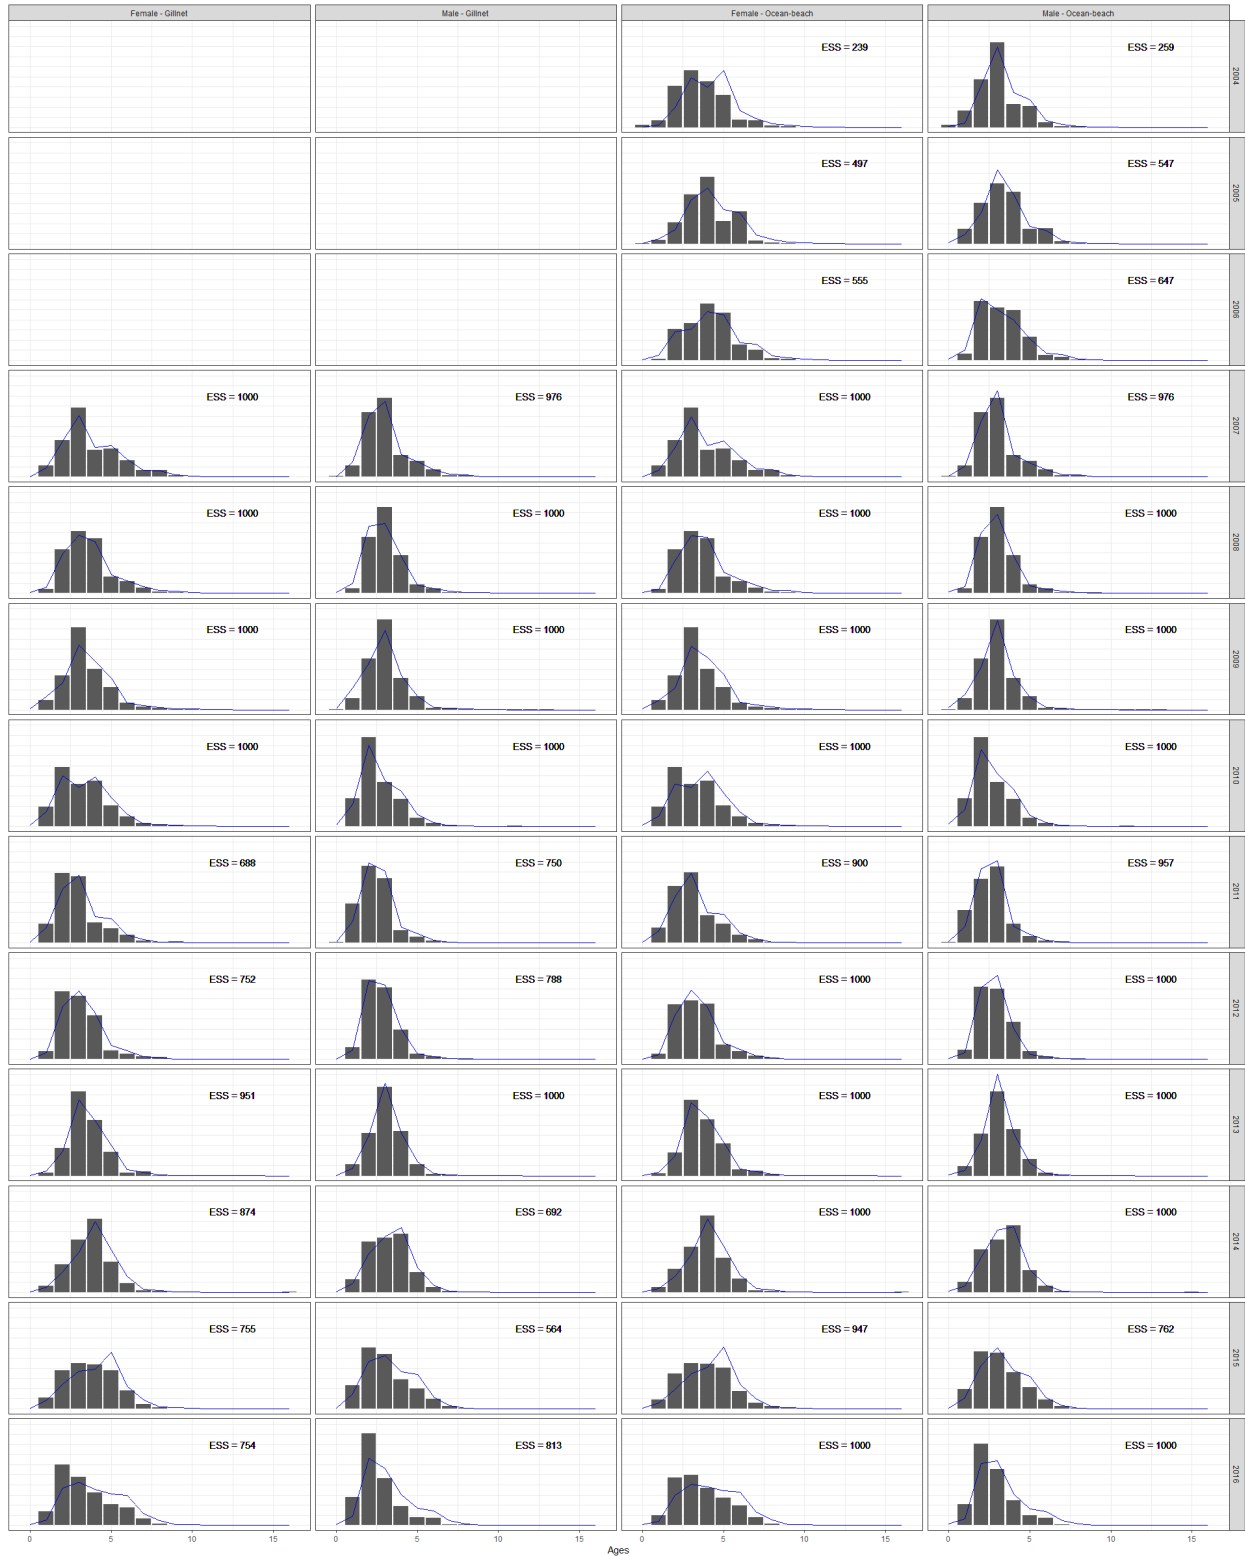 Female - Gillnet
Male - Gillnet
Female - Ocean-beach
Male - Ocean-beach
ESS = 239
ESS = 259
2004
ESS = 497
ESS = 547
2005
ESS = 555
ESS = 647
2006
ESS = 1000
ESS = 976
ESS = 1000
ESS = 976
2007
ESS = 1000
ESS = 1000
ESS = 1000
ESS = 1000
2008
ESS = 1000
ESS = 1000
ESS = 1000
ESS = 1000
2009
ESS = 1000
ESS = 1000
ESS = 1000
ESS = 1000
2010
ESS = 688
ESS = 750
ESS = 900
ESS = 957
2011
ESS = 752
ESS = 788
ESS = 1000
ESS = 1000
2012
ESS = 951
ESS = 1000
ESS = 1000
ESS = 1000
2013
ESS = 874
ESS = 692
ESS = 1000
ESS = 1000
2014
ESS = 755
ESS = 564
ESS = 947
ESS = 762
2015
ESS = 754
ESS = 813
ESS = 1000
ESS = 1000
2016
0 5 10 15
0 5 10 15
0 5 10 15
0 5 10 15
Ages